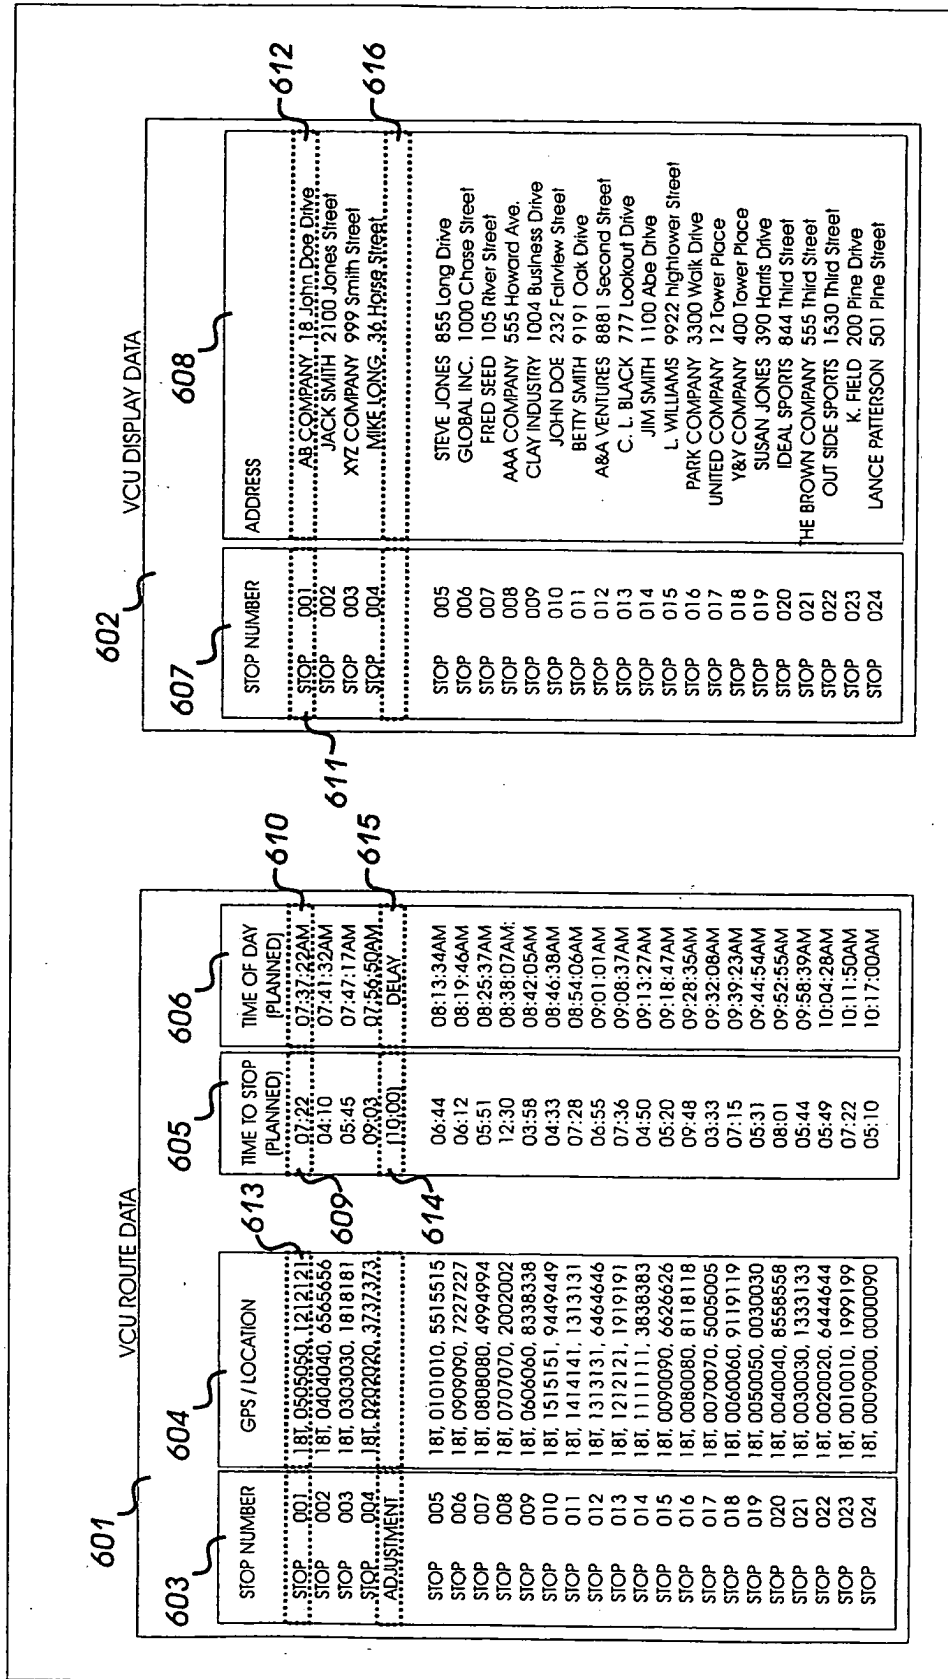 VCU ROUTE DATA
601
603
604
605
606
613
609
610
614
615
STOP NUMBER GPS / LOCATION TIME TO STOP (PLANNED) TIME OF DAY (PLANNED)
STOP 001 18T, 0505050, 1212121 07:22 07:37:22AM
STOP 002 18T, 0404040, 6565656 04:10 07:41:32AM
STOP 003 18T, 0303030, 1818181 05:45 07:47:17AM
STOP 004 18T, 0202020, 3737373 09:03 07:56:50AM
ADJUSTMENT (10:00) DELAY
STOP 005 18T, 0101010, 5515515 06:44 08:13:34AM
STOP 006 18T, 0909090, 7227227 06:12 08:19:46AM
STOP 007 18T, 0808080, 4994994 05:51 08:25:37AM
STOP 008 18T, 0707070, 2002002 12:30 08:38:07AM:
STOP 009 18T, 0606060, 8338338 03:58 08:42:05AM
STOP 010 18T, 1515151, 9449449 04:33 08:46:38AM
STOP 011 18T, 1414141, 1313131 07:28 08:54:06AM
STOP 012 18T, 1313131, 6464646 06:55 09:01:01AM
STOP 013 18T, 1212121, 1919191 07:36 09:08:37AM
STOP 014 18T, 1111111, 3838383 04:50 09:13:27AM
STOP 015 18T, 0090090, 6626626 05:20 09:18:47AM
STOP 016 18T, 0080080, 8118118 09:48 09:28:35AM
STOP 017 18T, 0070070, 5005005 03:33 09:32:08AM
STOP 018 18T, 0060060, 9119119 07:15 09:39:23AM
STOP 019 18T, 0050050, 0030030 05:31 09:44:54AM
STOP 020 18T, 0040040, 8558558 08:01 09:52:55AM
STOP 021 18T, 0030030, 1333133 05:44 09:58:39AM
STOP 022 18T, 0020020, 6444644 05:49 10:04:28AM
STOP 023 18T, 0010010, 1999199 07:22 10:11:50AM
STOP 024 18T, 0009000, 0000090 05:10 10:17:00AM
VCU DISPLAY DATA
602
607
608
611
612
616
STOP NUMBER ADDRESS
STOP 001 AB COMPANY 18 John Doe Drive
STOP 002 JACK SMITH 2100 Jones Street
STOP 003 XYZ COMPANY 999 Smith Street
STOP 004 MIKE LONG 36 Horse Street
STOP 005 STEVE JONES 855 Long Drive
STOP 006 GLOBAL INC. 1000 Chase Street
STOP 007 FRED SEED 105 River Street
STOP 008 AAA COMPANY 555 Howard Ave.
STOP 009 CLAY INDUSTRY 1004 Business Drive
STOP 010 JOHN DOE 232 Fairview Street
STOP 011 BETTY SMITH 9191 Oak Drive
STOP 012 A&A VENTURES 8881 Second Street
STOP 013 C. L. BLACK 777 Lookout Drive
STOP 014 JIM SMITH 1100 Abe Drive
STOP 015 L. WILLIAMS 9922 hightower Street
STOP 016 PARK COMPANY 3300 Walk Drive
STOP 017 UNITED COMPANY 12 Tower Place
STOP 018 Y&Y COMPANY 400 Tower Place
STOP 019 SUSAN JONES 390 Harris Drive
STOP 020 IDEAL SPORTS 844 Third Street
STOP 021 THE BROWN COMPANY 555 Third Street
STOP 022 OUT SIDE SPORTS 1530 Third Street
STOP 023 K. FIELD 200 Pine Drive
STOP 024 LANCE PATTERSON 501 Pine Street